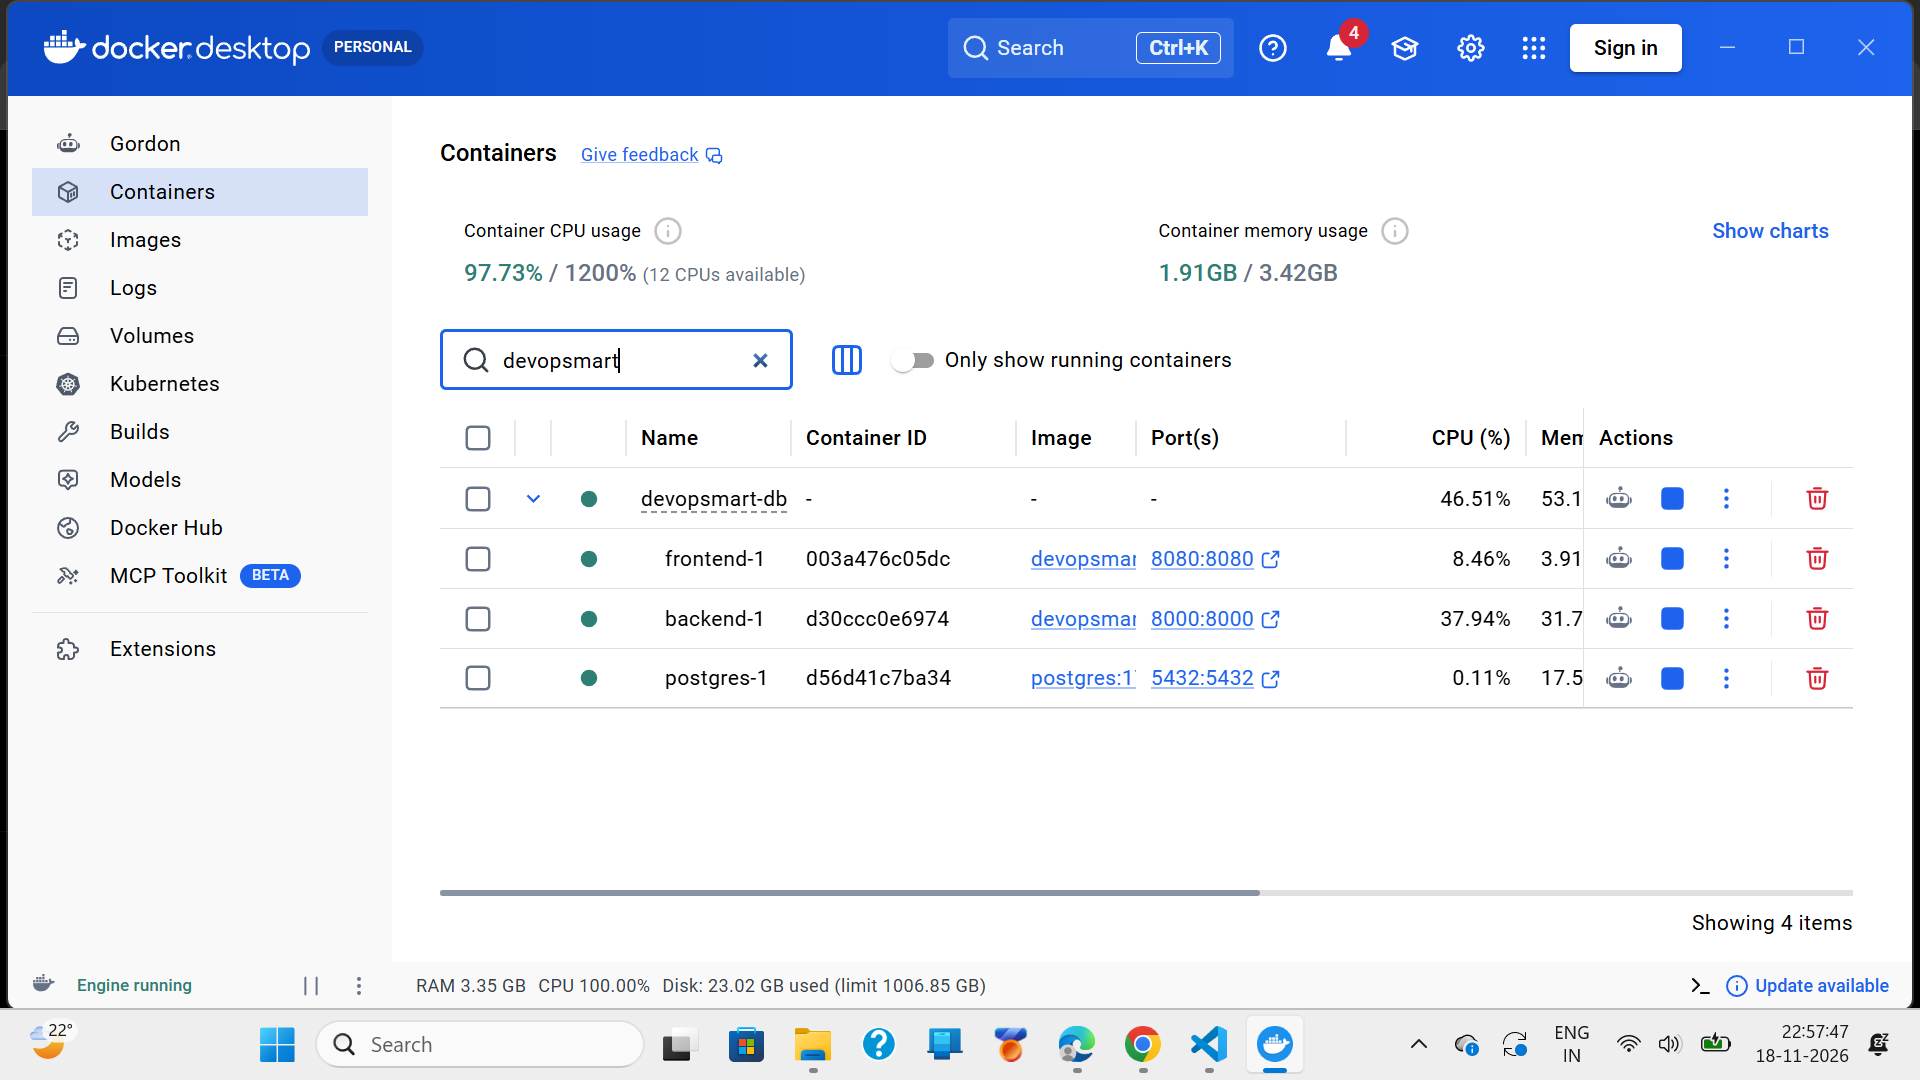 docker.desktop PERSONAL
Search Ctrl+K
4
Sign in
Gordon
Containers
Images
Logs
Volumes
Kubernetes
Builds
Models
Docker Hub
MCP Toolkit BETA
Extensions
Containers Give feedback
Container CPU usage
97.73% / 1200% (12 CPUs available)
Container memory usage
1.91GB / 3.42GB
Show charts
devopsmart
Only show running containers
Name Container ID Image Port(s) CPU (%) Mem Actions
devopsmart-db - - - 46.51% 53.1
frontend-1 003a476c05dc devopsmar 8080:8080 8.46% 3.91
backend-1 d30ccc0e6974 devopsmar 8000:8000 37.94% 31.7
postgres-1 d56d41c7ba34 postgres:1 5432:5432 0.11% 17.5
Showing 4 items
Engine running
RAM 3.35 GB CPU 100.00% Disk: 23.02 GB used (limit 1006.85 GB)
Update available
22°
Search
ENG
IN
22:57:47
18-11-2026